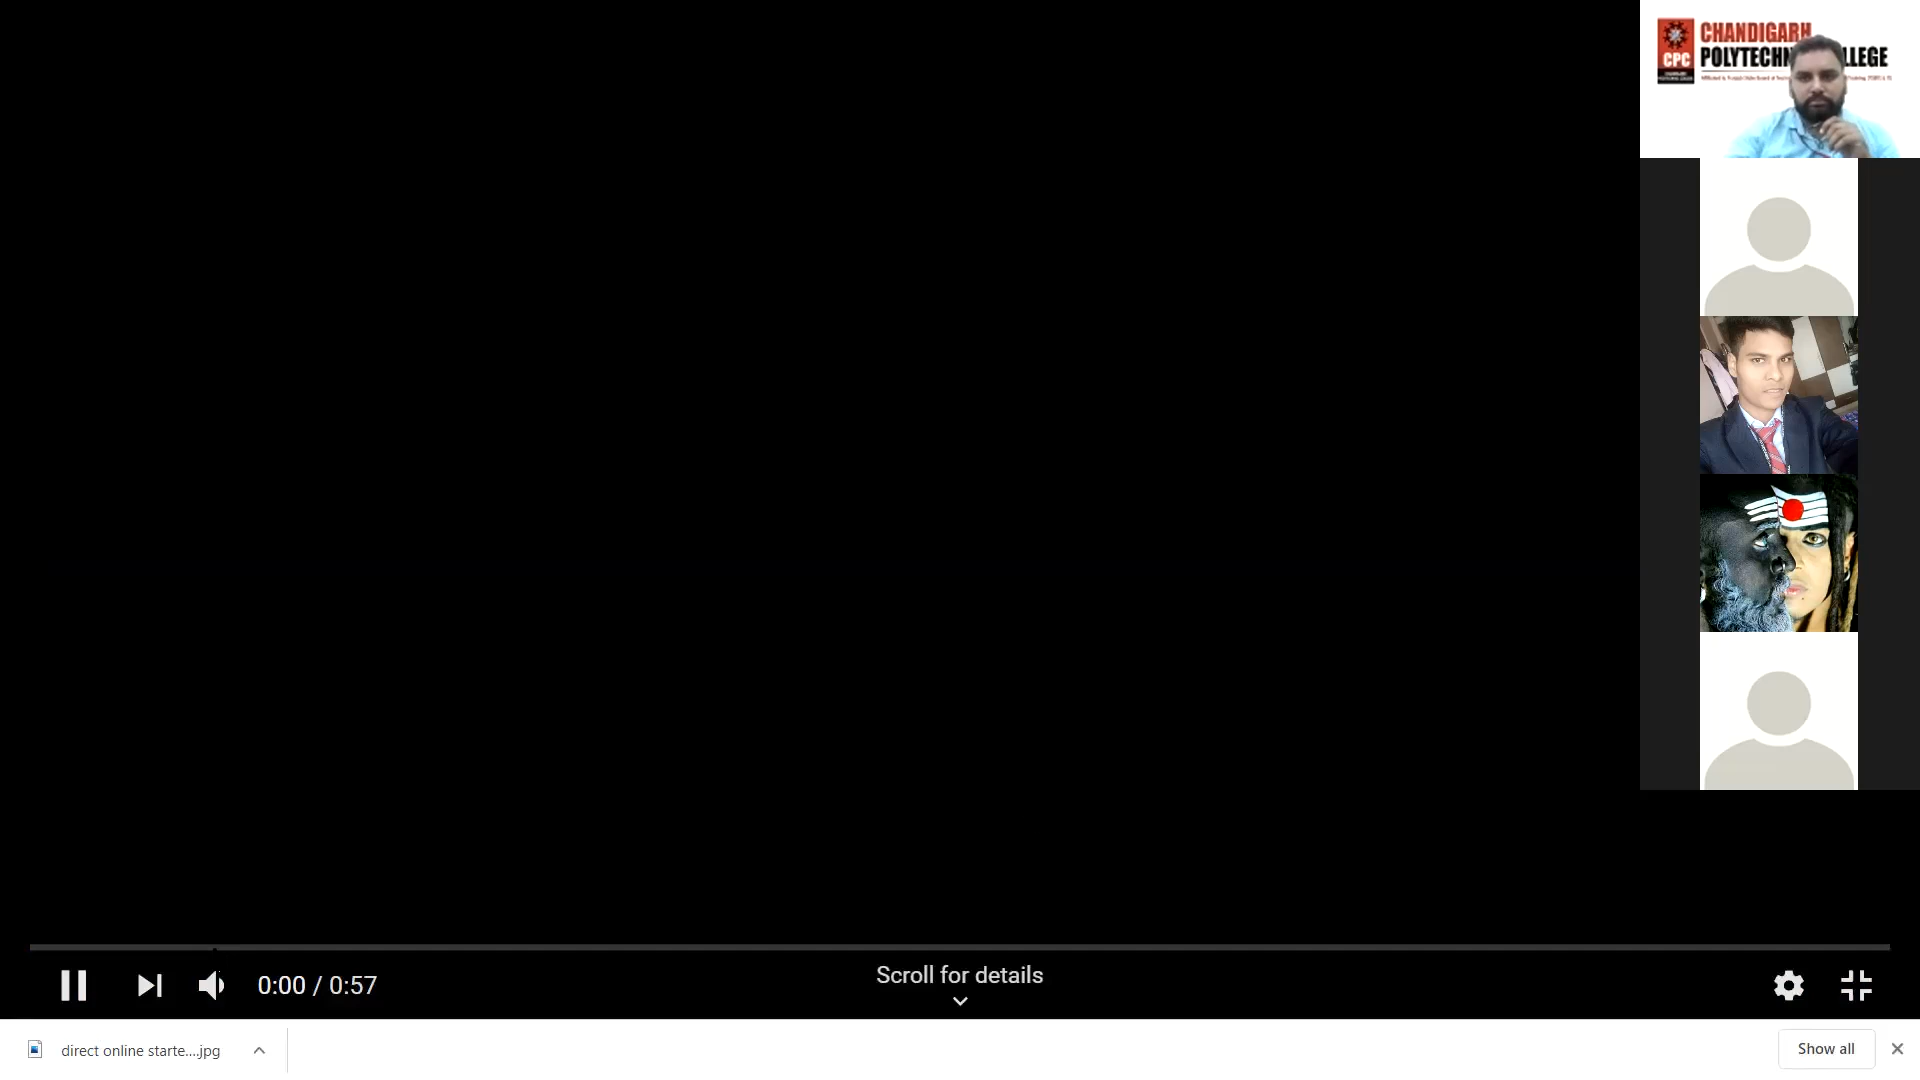 CHANDIGARH
CPC
POLYTECHN LLEGE
0:00 / 0:57
Scroll for details
direct online starte....jpg
Show all